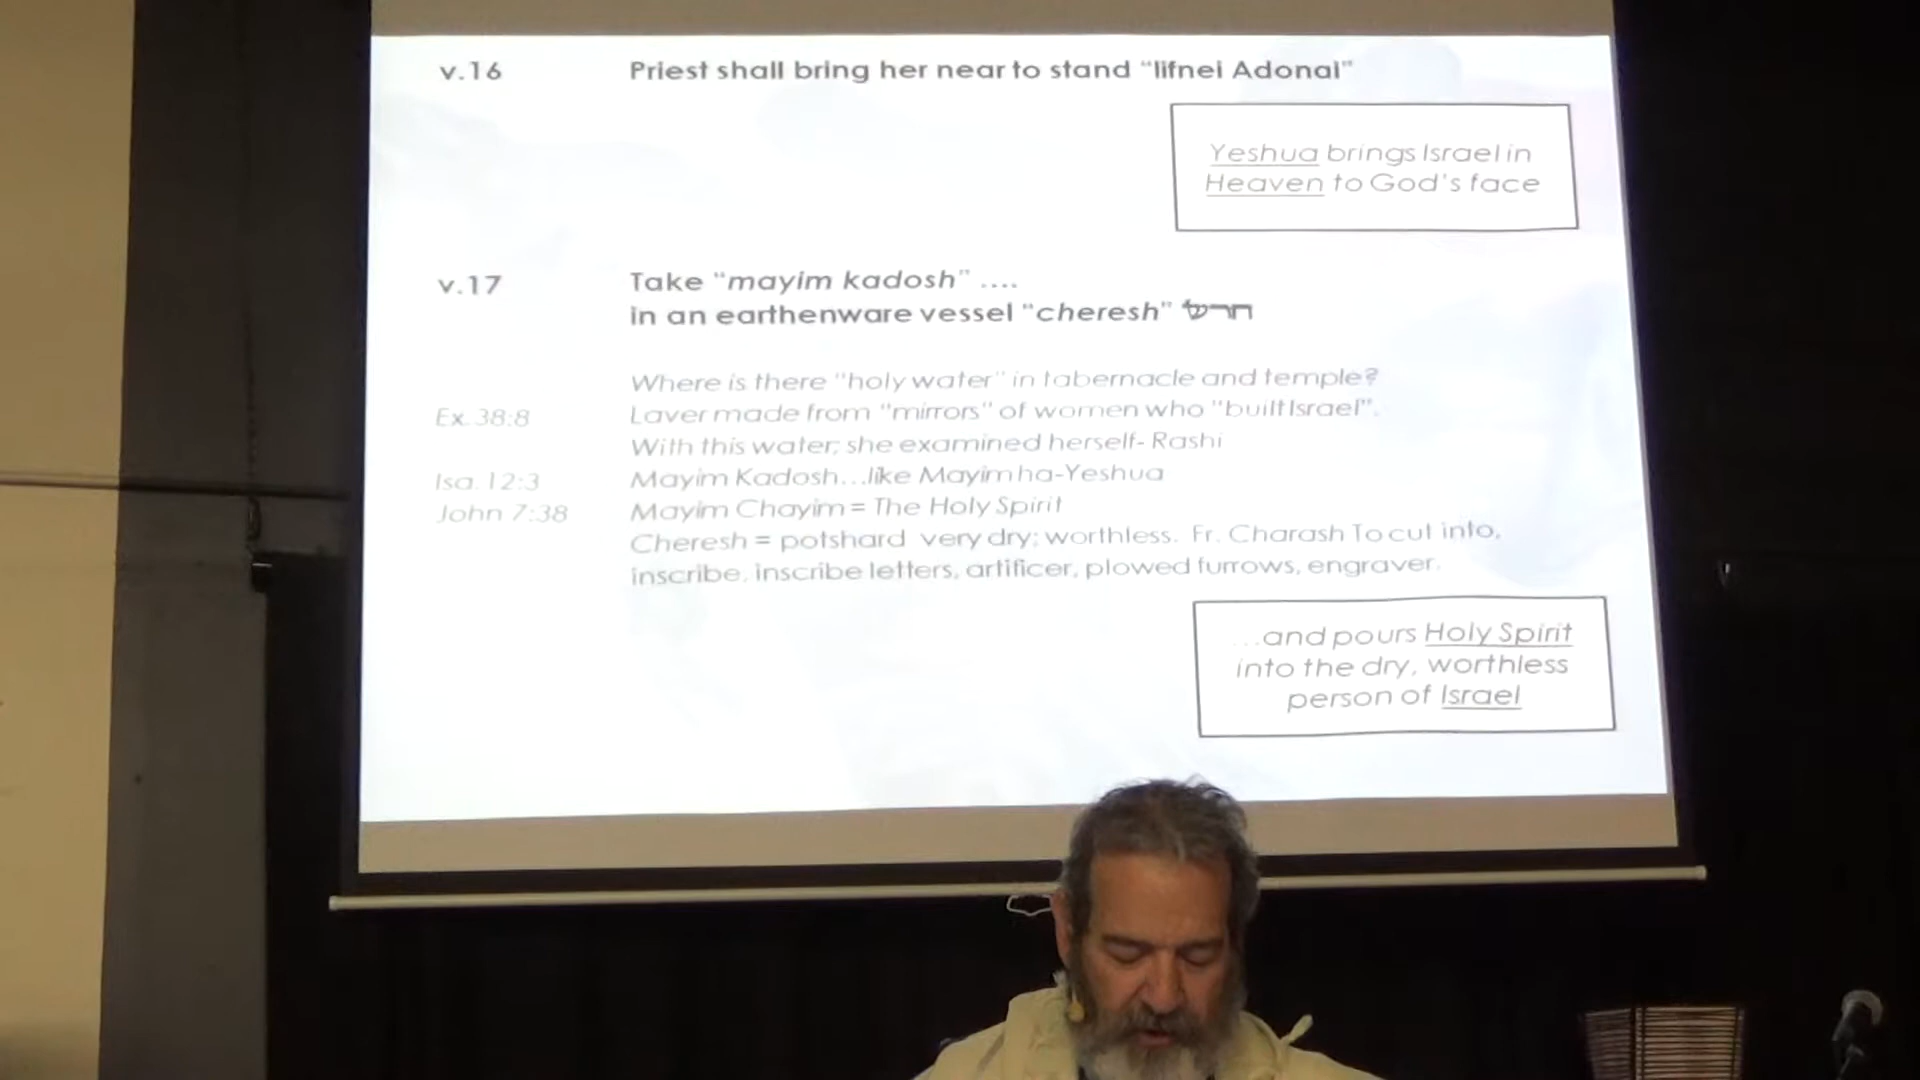 v.16 Priest shall bring her near to stand "lifnei Adonai"
Yeshua brings Israel in
Heaven to God's face
v.17 Take "mayim kadosh" ....
in an earthenware vessel "cheresh" חרש
Where is there "holy water" in tabernacle and temple?
Ex. 38:8 Laver made from "mirrors" of women who "built Israel".
With this water; she examined herself- Rashi
Isa. 12:3 Mayim Kadosh...like Mayim ha-Yeshua
John 7:38 Mayim Chayim = The Holy Spirit
Cheresh = potshard very dry; worthless. Fr. Charash To cut into,
inscribe, inscribe letters, artificer, plowed furrows, engraver.
...and pours Holy Spirit
into the dry, worthless
person of Israel